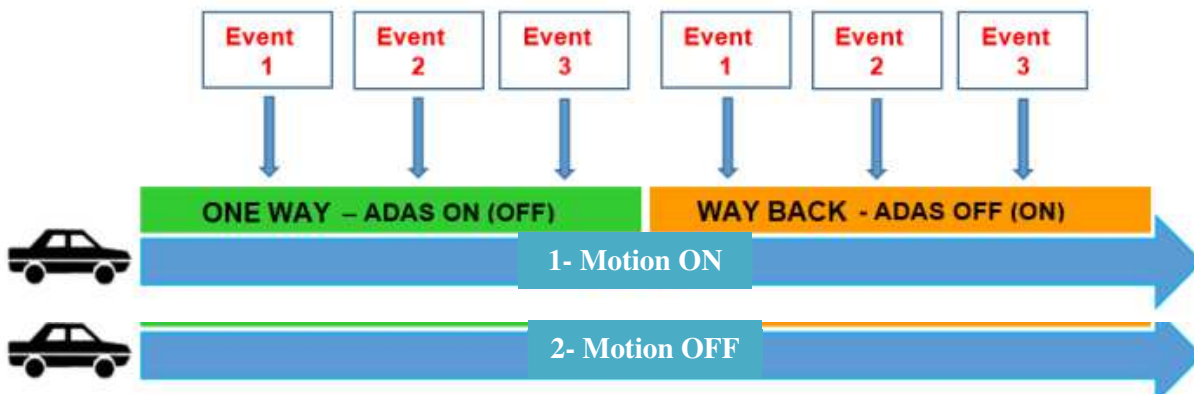 Event
1
Event
2
Event
3
Event
1
Event
2
Event
3
ONE WAY – ADAS ON (OFF)
WAY BACK - ADAS OFF (ON)
1- Motion ON
2- Motion OFF